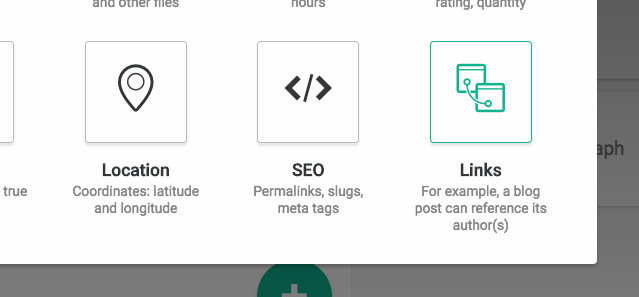 and other files
hours
rating, quantity
Location
SEO
Links
true
Coordinates: latitude
and longitude
Permalinks, slugs,
meta tags
For example, a blog
post can reference its
author(s)
aph